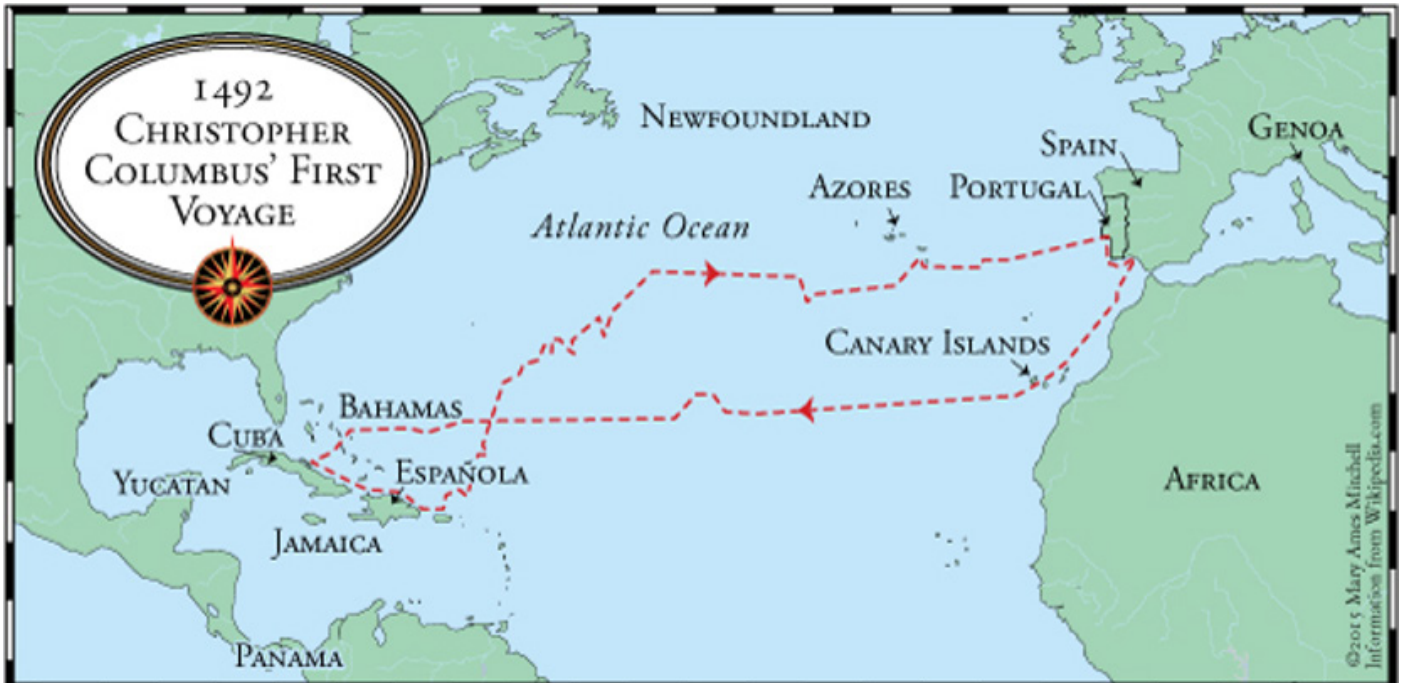 1492
CHRISTOPHER
COLUMBUS' FIRST
VOYAGE
NEWFOUNDLAND
GENOA
SPAIN
AZORES
PORTUGAL
Atlantic Ocean
CANARY ISLANDS
BAHAMAS
CUBA
ESPAÑOLA
YUCATAN
AFRICA
JAMAICA
PANAMA
©2015 Mary Ames Mitchell
Information from Wikipedia.com